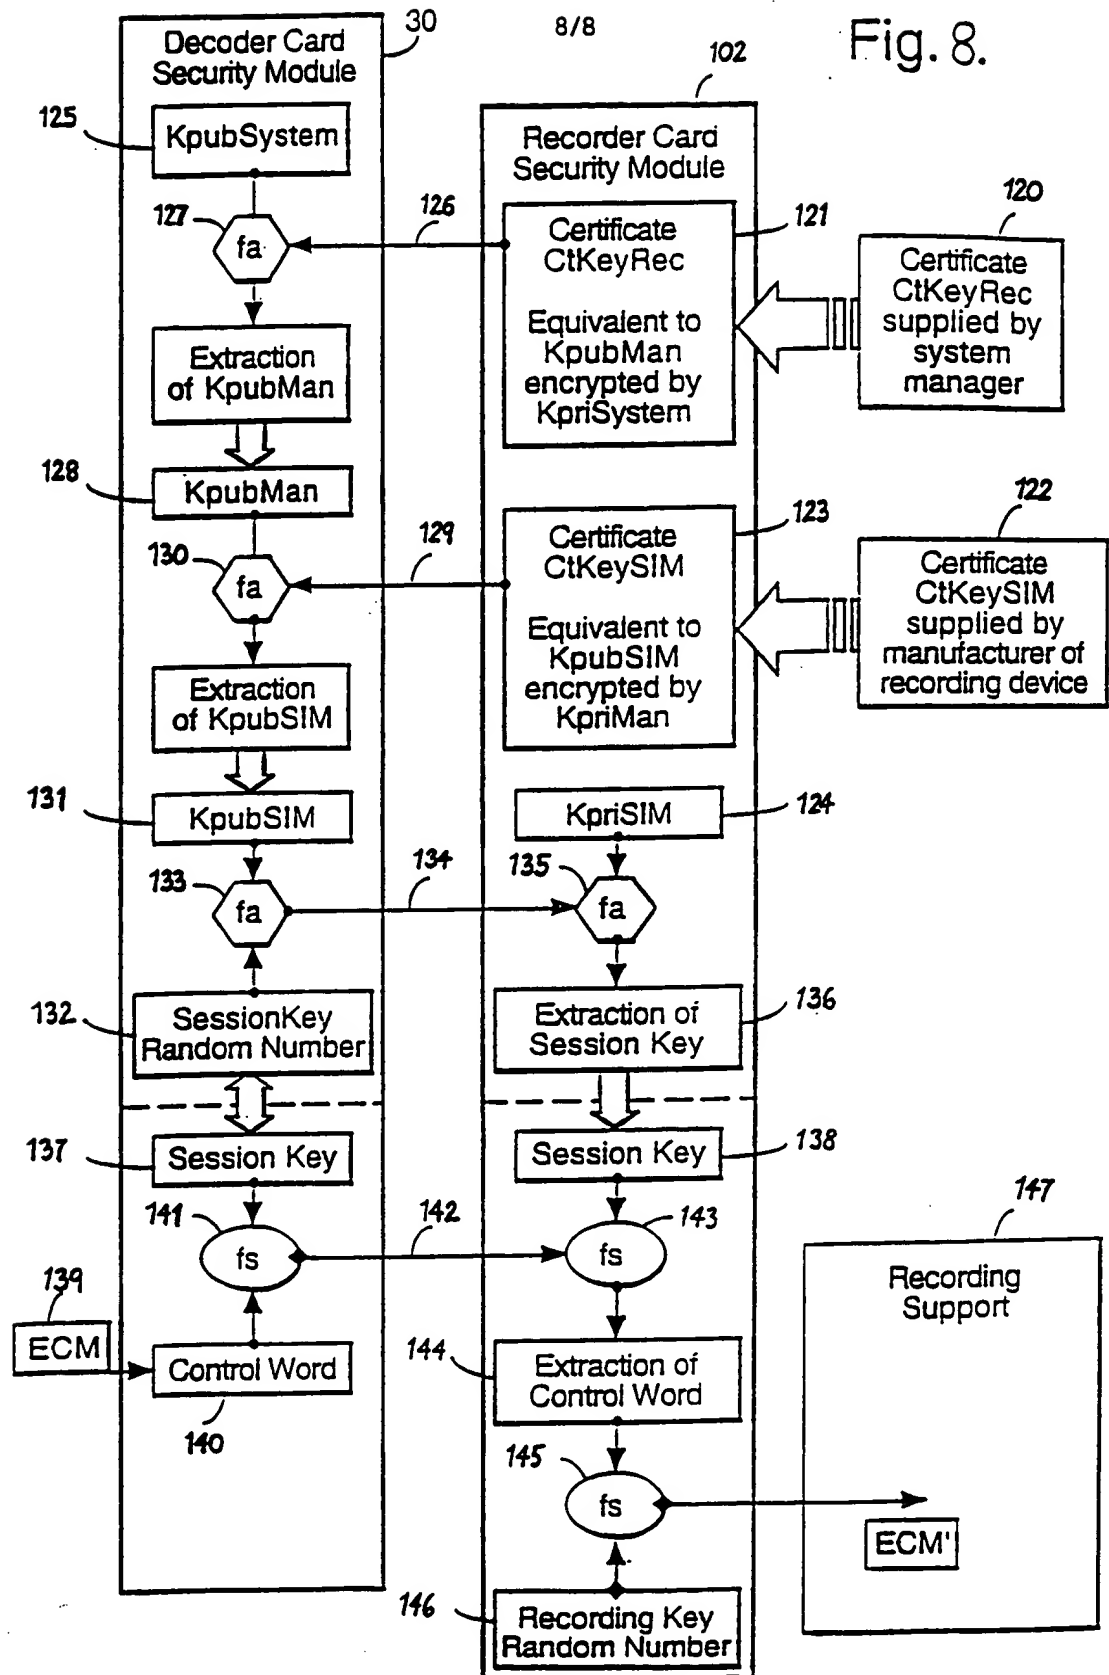 8/8
Fig. 8.
30
Decoder Card
Security Module
125
KpubSystem
127
fa
126
Extraction
of KpubMan
128
KpubMan
130
fa
129
Extraction
of KpubSIM
131
KpubSIM
133
fa
134
132
SessionKey
Random Number
137
Session Key
141
fs
142
139
ECM
Control Word
140
102
Recorder Card
Security Module
121
Certificate
CtKeyRec
Equivalent to
KpubMan
encrypted by
KpriSystem
120
Certificate
CtKeyRec
supplied by
system
manager
123
Certificate
CtKeySIM
Equivalent to
KpubSIM
encrypted by
KpriMan
122
Certificate
CtKeySIM
supplied by
manufacturer of
recording device
KpriSIM
124
135
fa
136
Extraction of
Session Key
138
Session Key
143
fs
144
Extraction of
Control Word
145
fs
146
Recording Key
Random Number
147
Recording
Support
ECM'